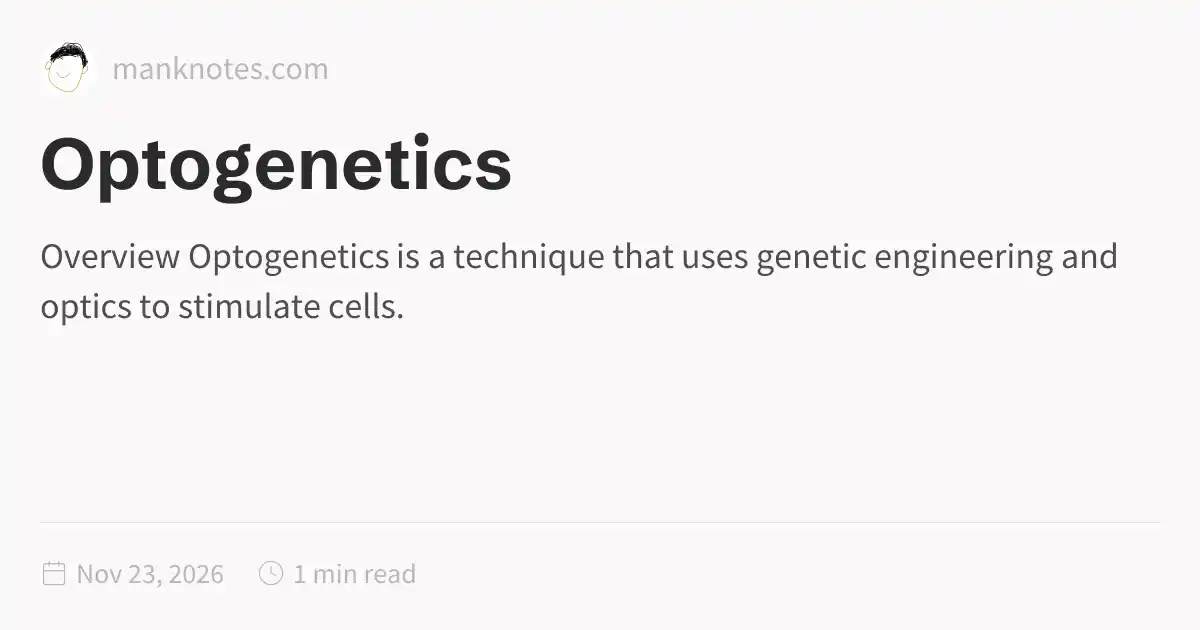 manknotes.com
Optogenetics
Overview Optogenetics is a technique that uses genetic engineering and
optics to stimulate cells.
Nov 23, 2026 1 min read